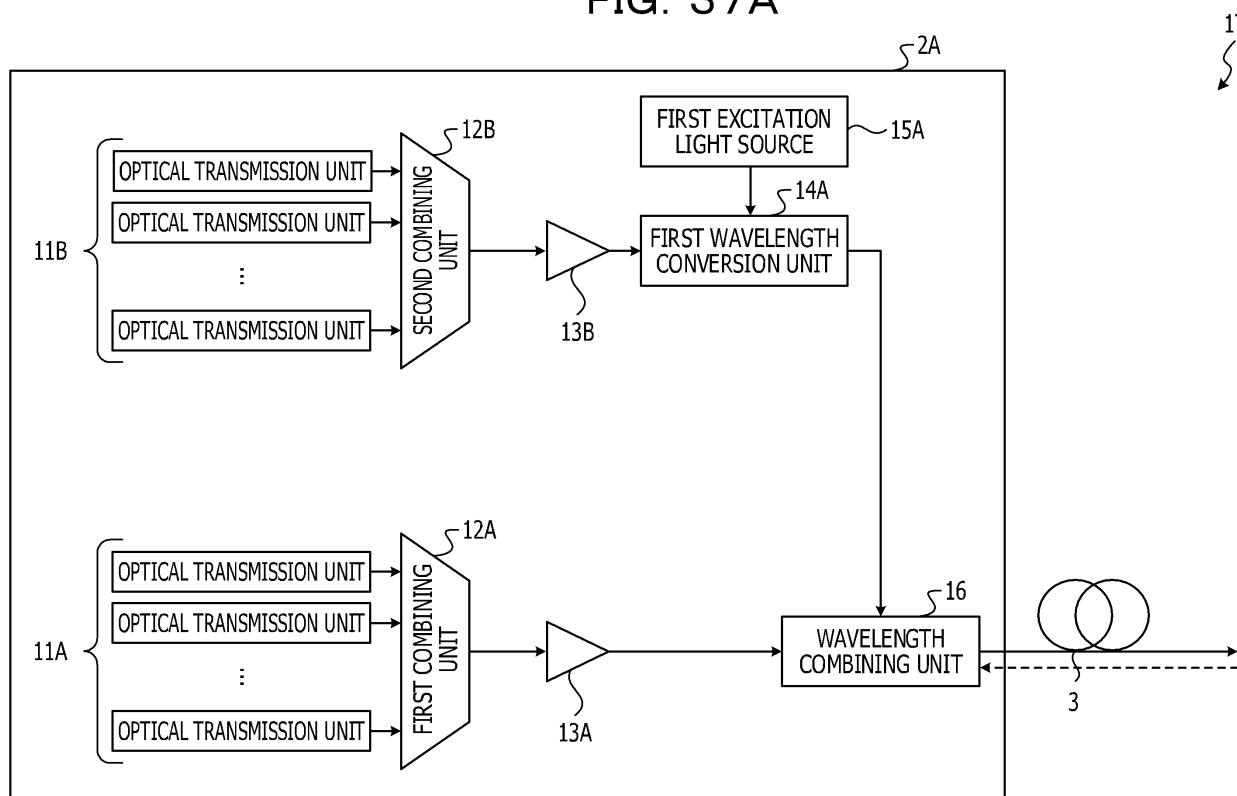 FIG. 37A
2A
FIRST EXCITATION
LIGHT SOURCE
15A
12B
14A
11B
OPTICAL TRANSMISSION UNIT
OPTICAL TRANSMISSION UNIT
...
OPTICAL TRANSMISSION UNIT
SECOND COMBINING
UNIT
13B
FIRST WAVELENGTH
CONVERSION UNIT
12A
11A
OPTICAL TRANSMISSION UNIT
OPTICAL TRANSMISSION UNIT
...
OPTICAL TRANSMISSION UNIT
FIRST COMBINING
UNIT
13A
16
WAVELENGTH
COMBINING UNIT
3